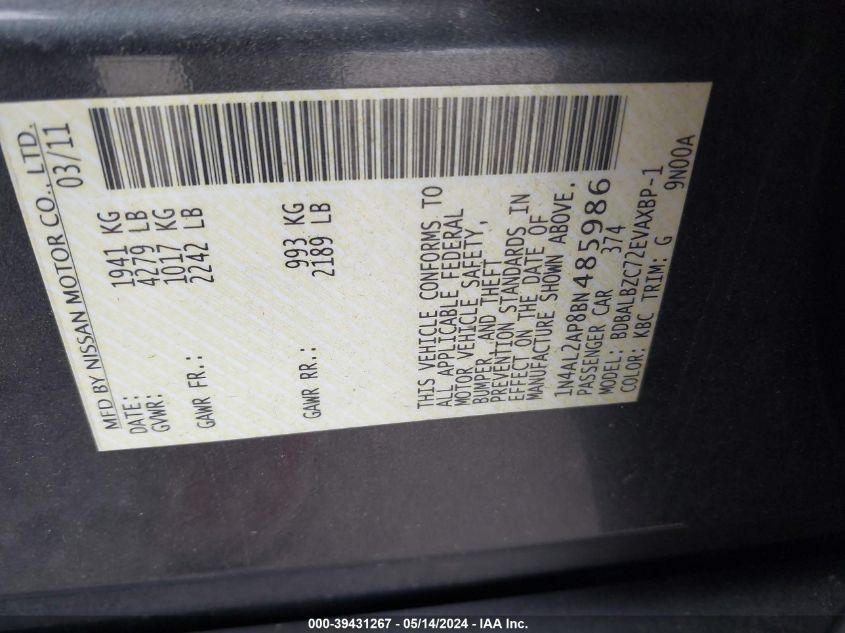 MFD BY NISSAN MOTOR CO., LTD.
DATE: 03/11
GVWR: 1941 KG
4279 LB
GAWR FR.: 1017 KG
2242 LB
GAWR RR.: 993 KG
2189 LB
THIS VEHICLE CONFORMS TO
ALL APPLICABLE FEDERAL
MOTOR VEHICLE SAFETY,
BUMPER, AND THEFT
PREVENTION STANDARDS IN
EFFECT ON THE DATE OF
MANUFACTURE SHOWN ABOVE.
1N4AL2AP8BN485986
PASSENGER CAR 374
MODEL: BDBALBZC72EVAXBP-1
COLOR: KBC TRIM: G 9N00A
000-39431267 - 05/14/2024 - IAA Inc.